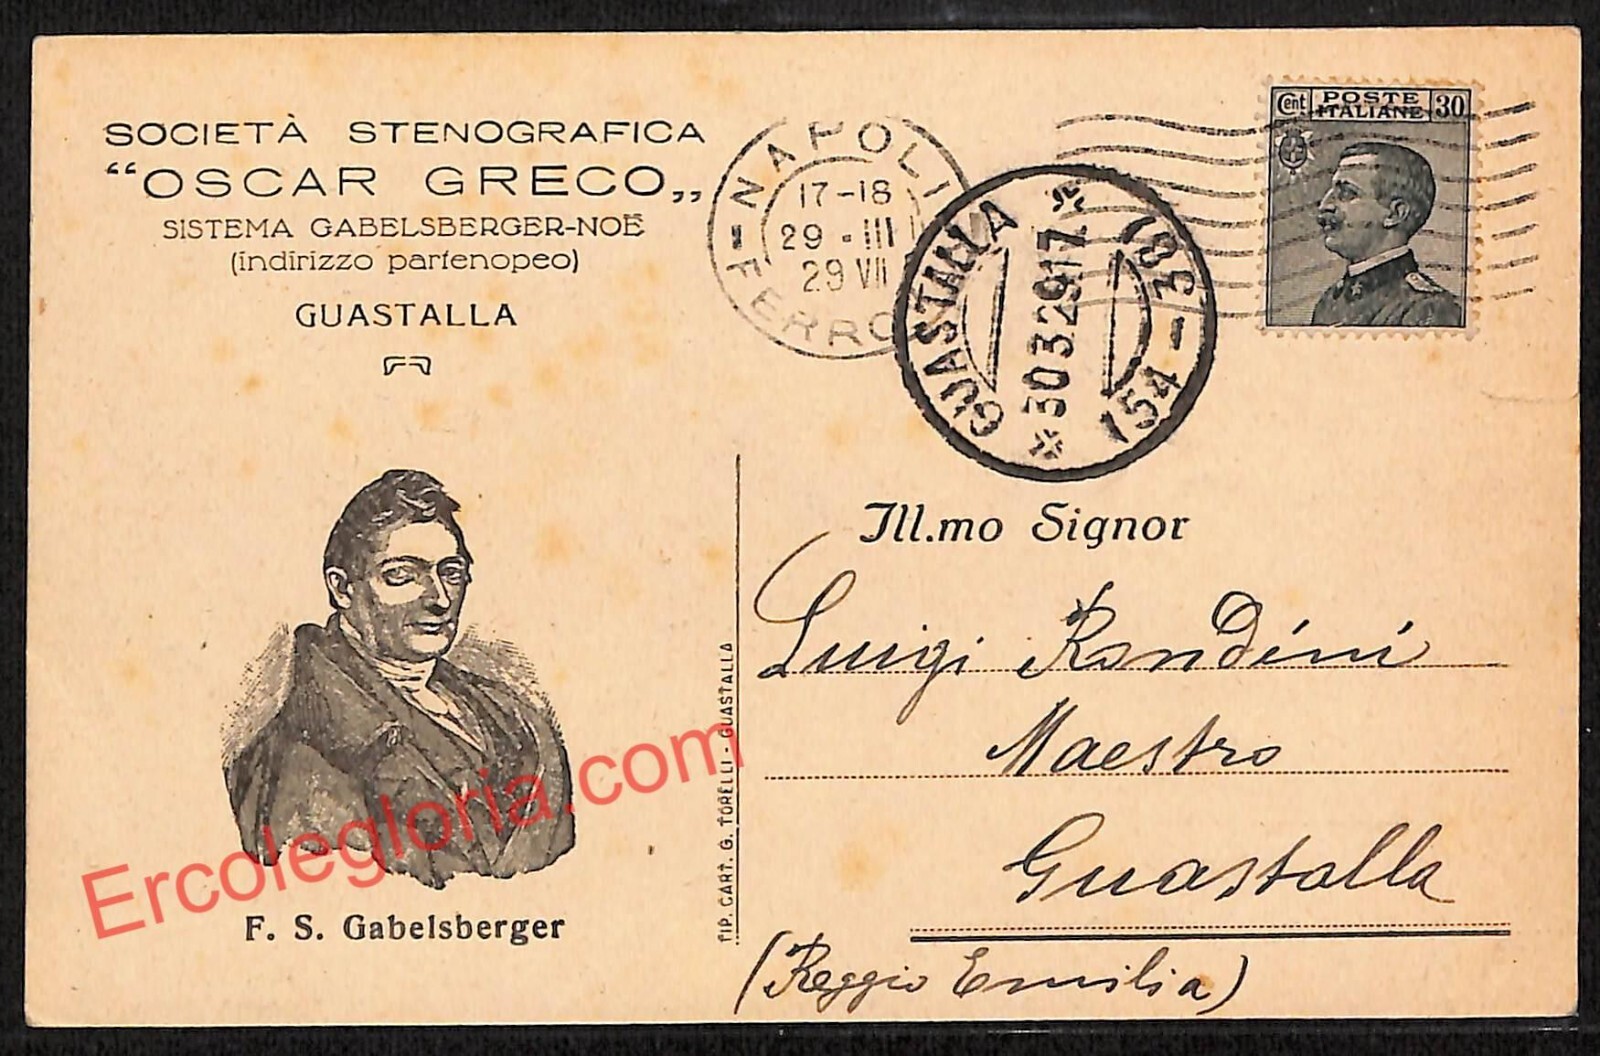 SOCIETÀ STENOGRAFICA
“OSCAR GRECO„
SISTEMA GABELSBERGER-NOË
(indirizzo partenopeo)
GUASTALLA
F. S. Gabelsberger
TIP. CART. G. TORELLI - GUASTALLA
NAPOLI
17-18
29 - III
29 VII
FERRO
GUASTALLA
30 3 29 17
Cent POSTE ITALIANE 30
Ill.mo Signor
Luigi Rondini
Maestro
Guastalla
(Reggio Emilia)
Ercolegloria.com